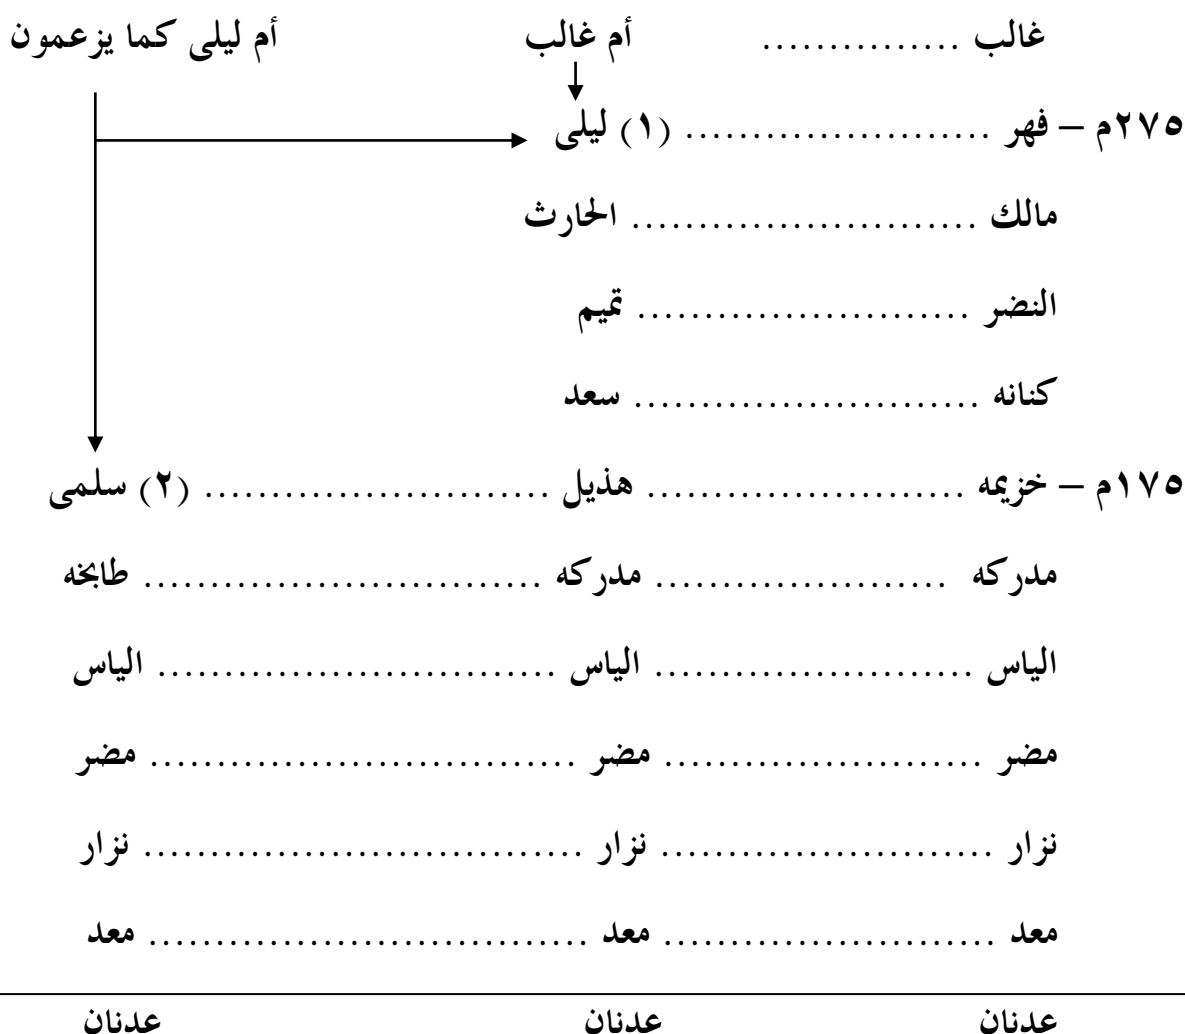 غالب ............... أم غالب أم ليلى كما يزعمون
٢٧٥م – فهر ....................... (١) ليلى
مالك .......................... الحارث
النضر ......................... تميم
كنانه .......................... سعد
١٧٥م – خزيمه ........................ هذيل .......................... (٢) سلمى
مدركه ...................... مدركه .............................. طابخه
الياس ........................ الياس .............................. الياس
مضر ........................ مضر ................................ مضر
نزار ......................... نزار ................................. نزار
معد ......................... معد ................................. معد
عدنان عدنان عدنان